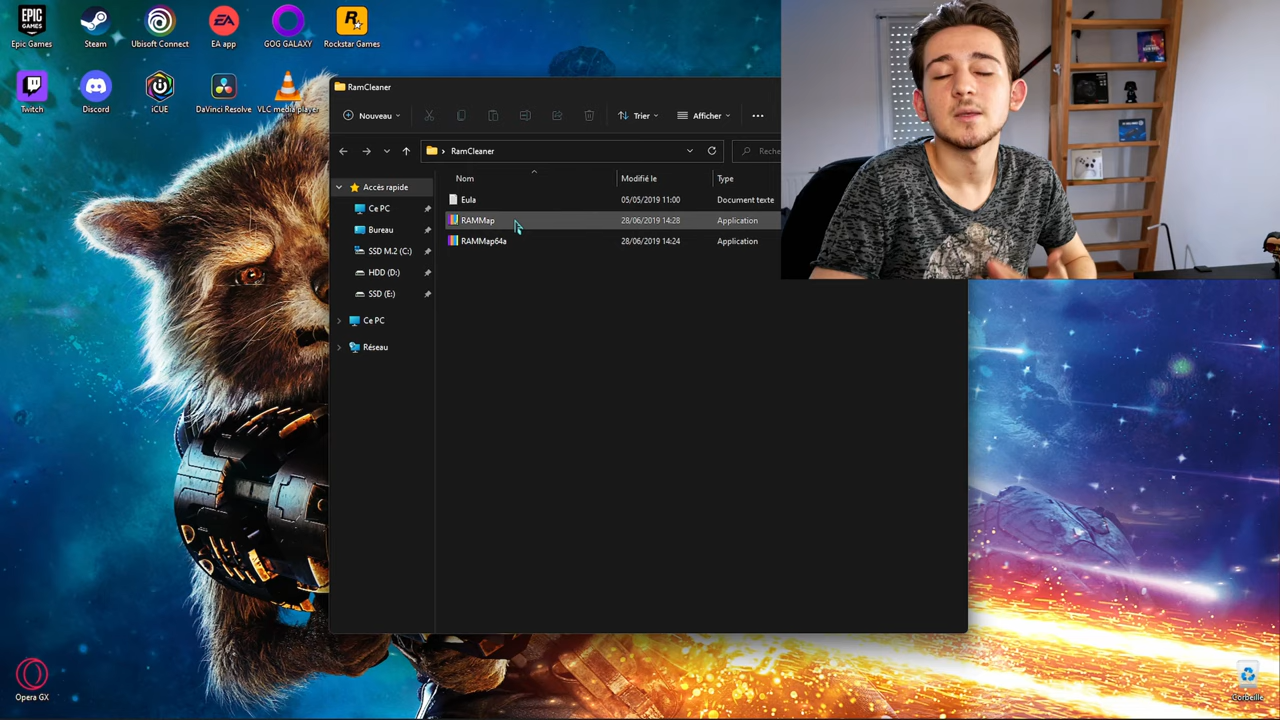 Epic Games
Steam
Ubisoft Connect
EA app
GOG GALAXY
Rockstar Games
Twitch
Discord
iCUE
DaVinci Resolve
VLC media player
RamCleaner
Nouveau
Trier
Afficher
RamCleaner
Reche
Nom
Modifié le
Type
Accès rapide
Ce PC
Bureau
SSD M.2 (C:)
HDD (D:)
SSD (E:)
Ce PC
Réseau
Eula
05/05/2019 11:00
Document texte
RAMMap
28/06/2019 14:28
Application
RAMMap64a
28/06/2019 14:24
Application
Opera GX
Corbeille